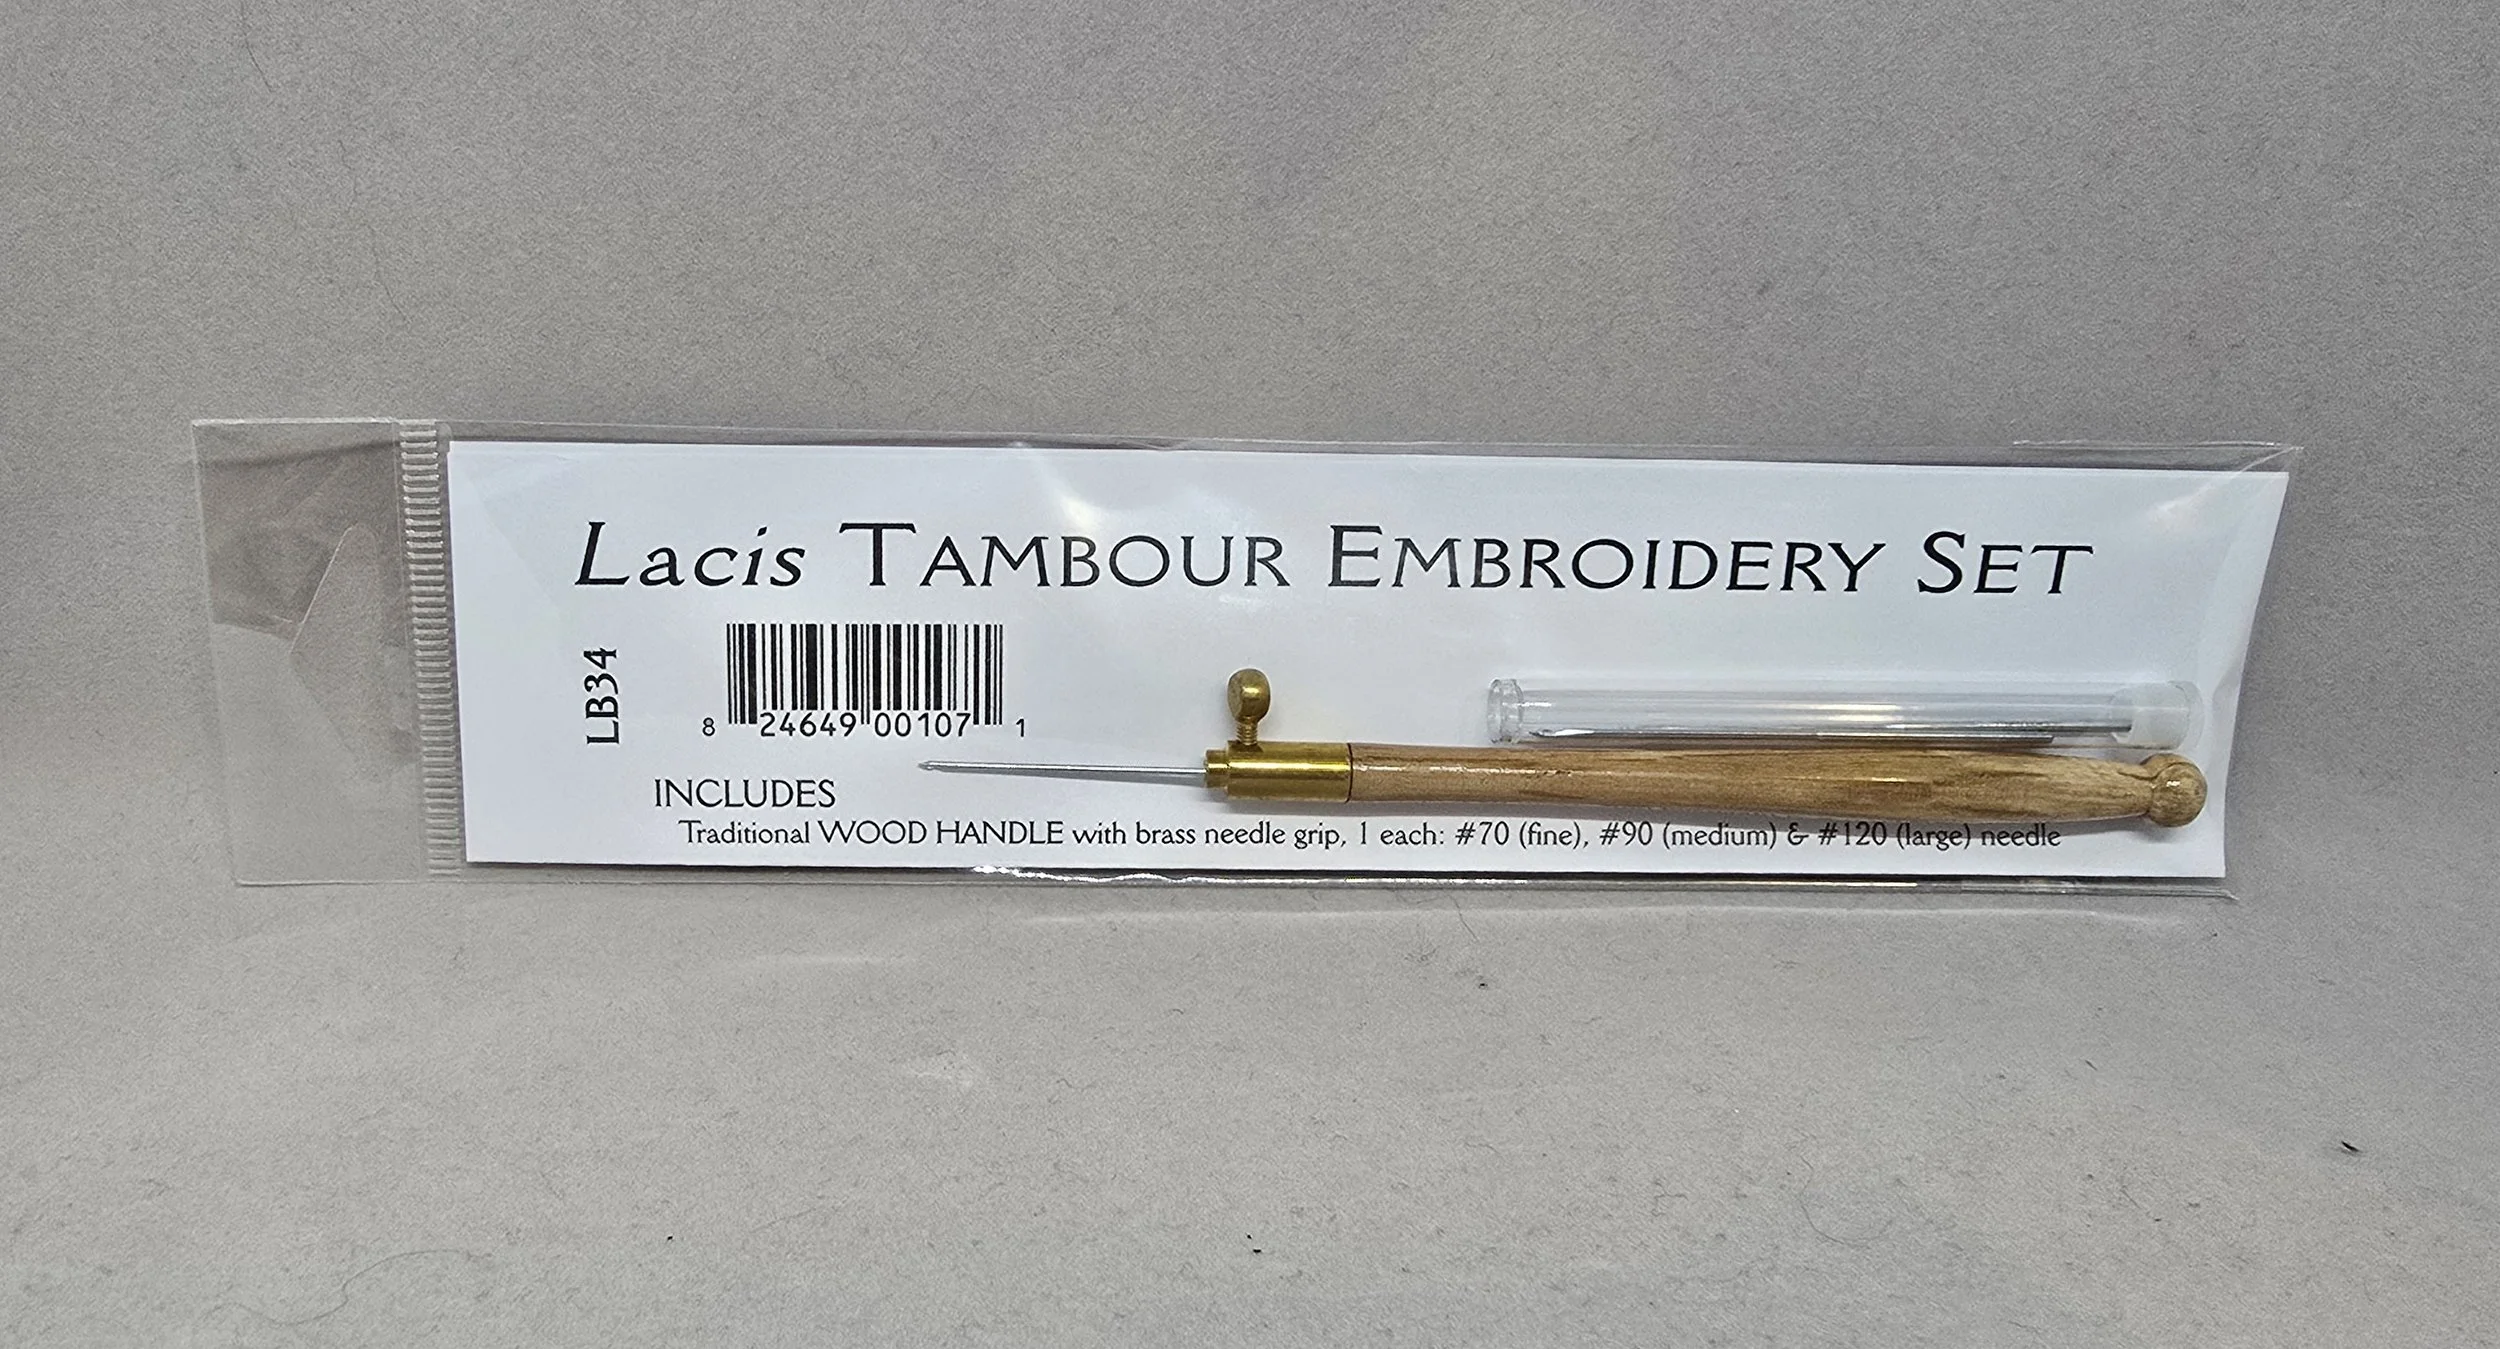 Lacis TAMBOUR EMBROIDERY SET
LB34
8 24649 00107 1
INCLUDES
Traditional WOOD HANDLE with brass needle grip, 1 each: #70 (fine), #90 (medium) & #120 (large) needle